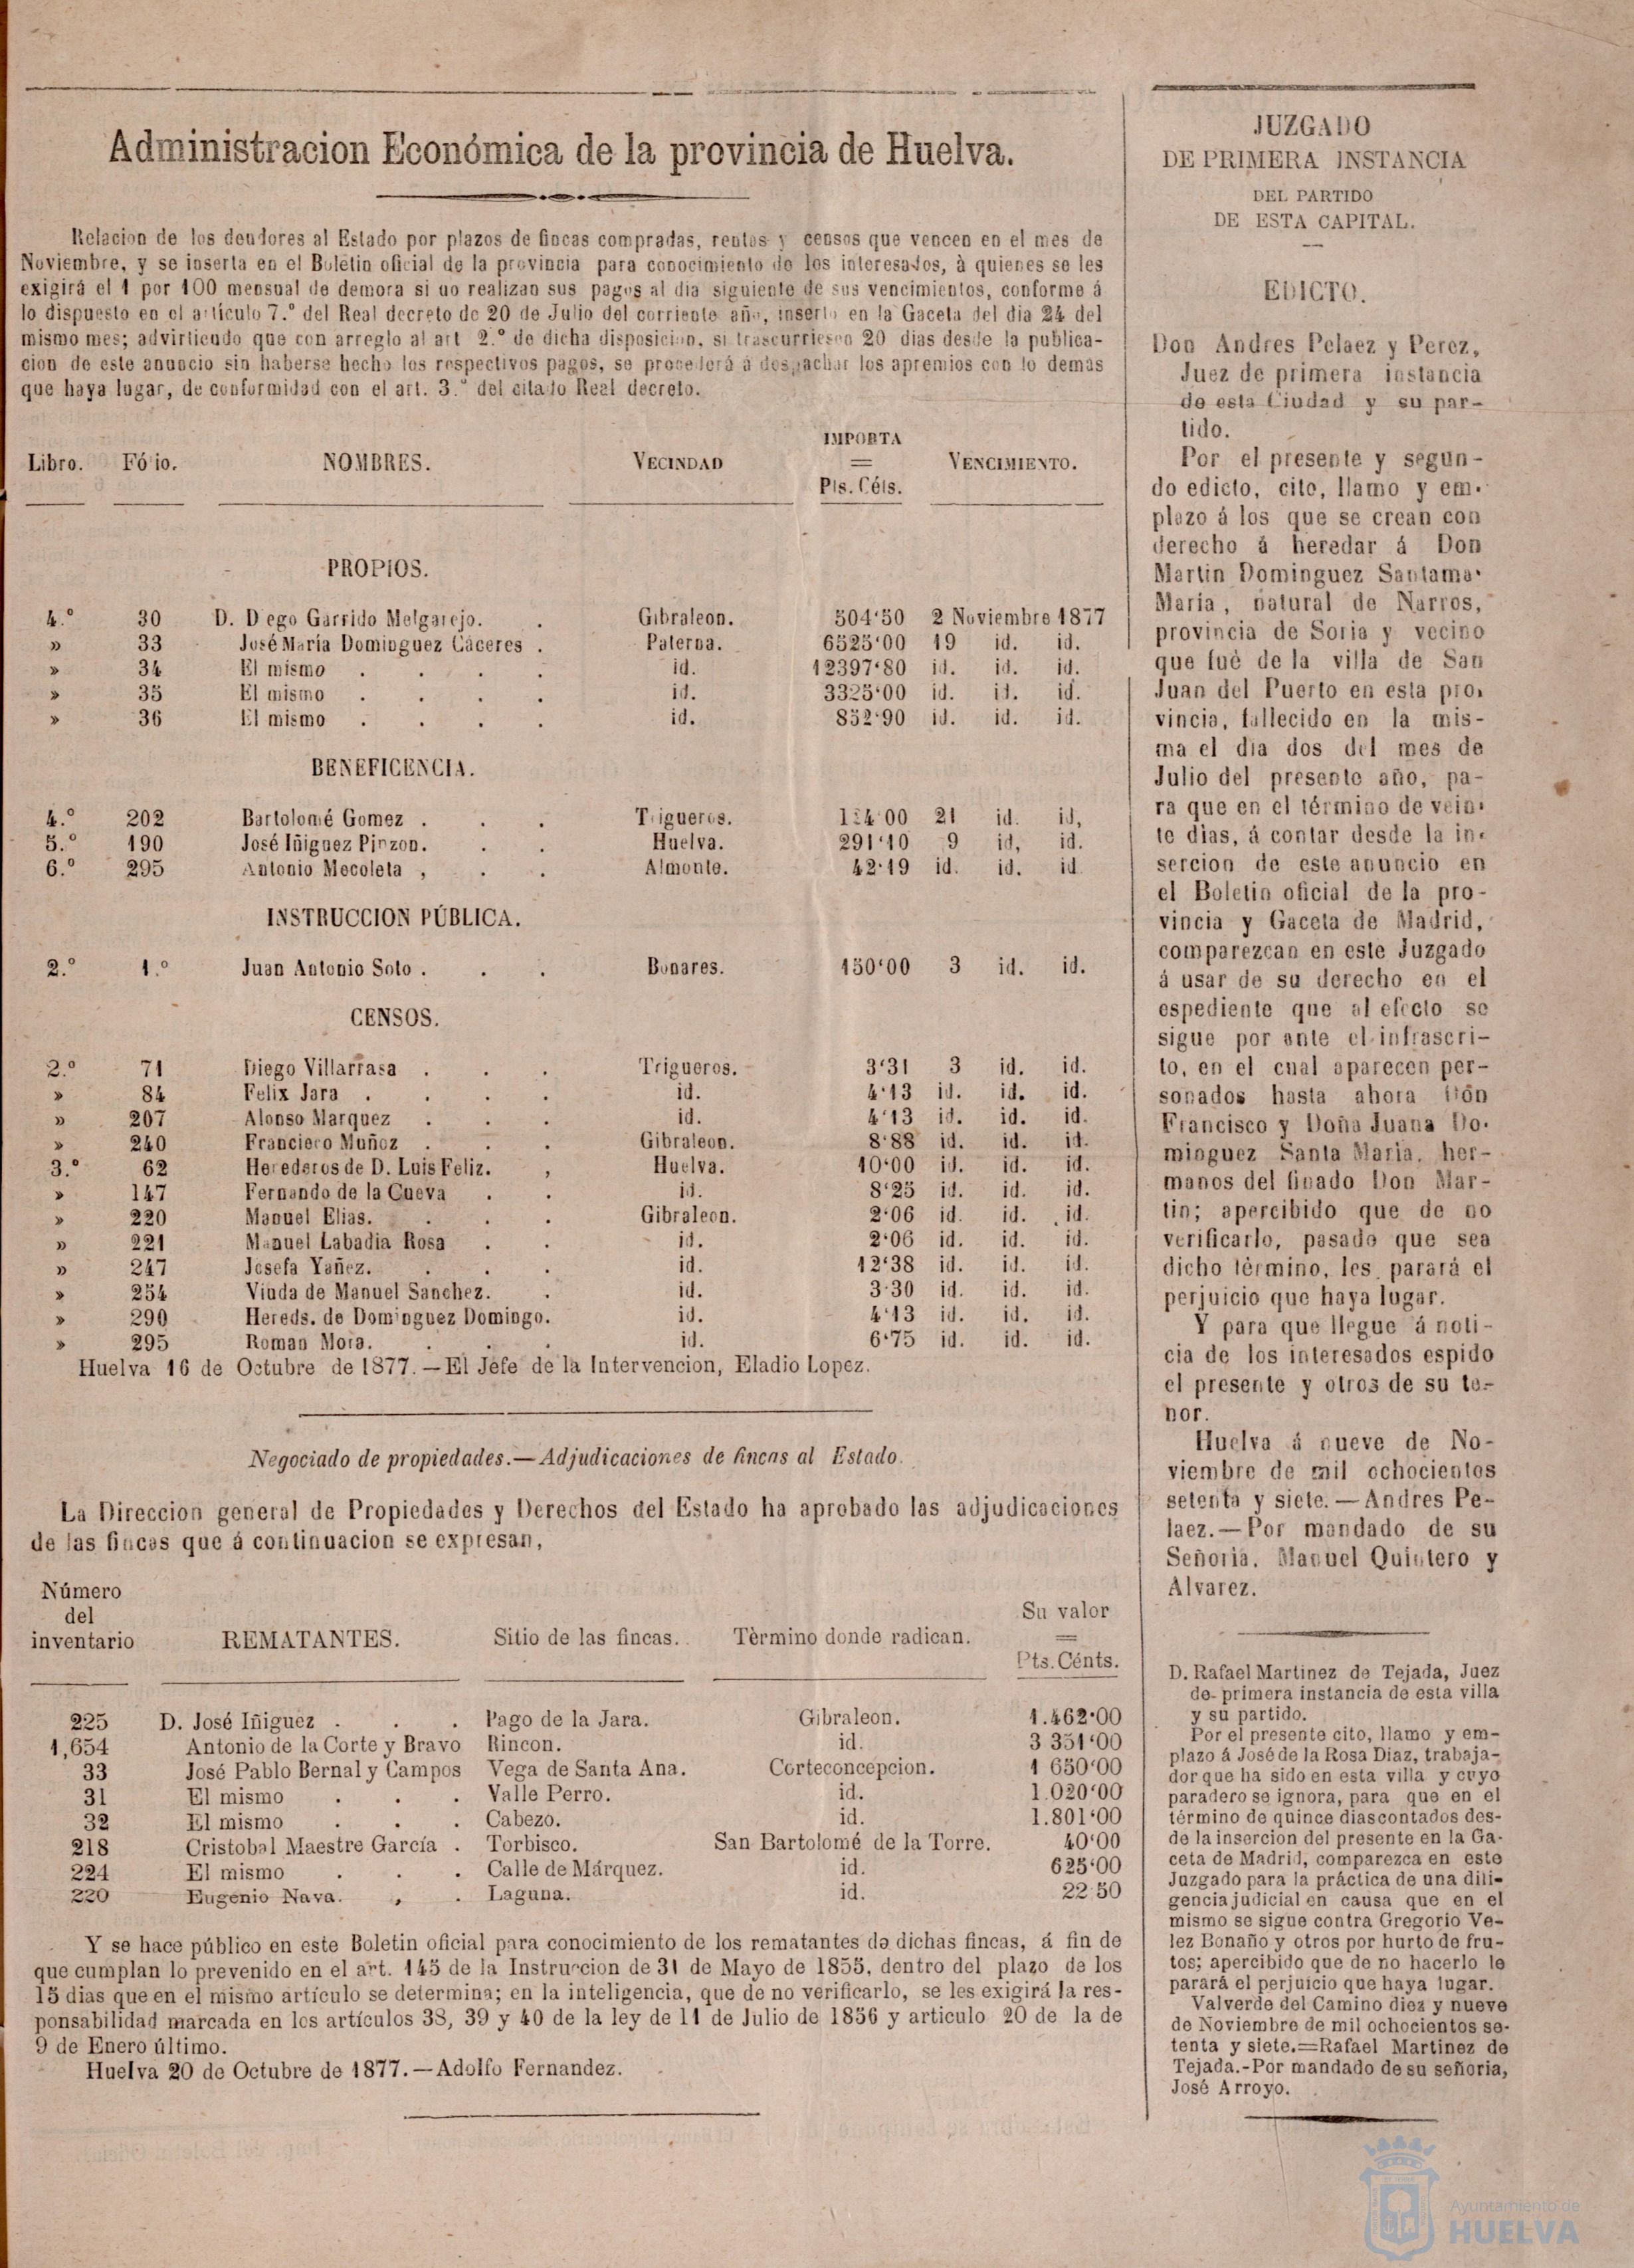 Administracion Económica de la provincia de Huelva.
Relacion de los deudores al Estado por plazos de fincas compradas, rentas y censos que vencen en el mes de
Noviembre, y se inserta en el Boletin oficial de la provincia para conocimiento de los interesados, à quienes se les
exigirá el 1 por 100 mensual de demora si no realizan sus pagos al dia siguiente de sus vencimientos, conforme á
lo dispuesto en el artículo 7.º del Real decreto de 20 de Julio del corriente año, inserto en la Gaceta del dia 24 del
mismo mes; advirtiendo que con arreglo al art 2.º de dicha disposicion, si trascurriesen 20 dias desde la publica-
cion de este anuncio sin haberse hecho los respectivos pagos, se procederá á despachar los apremios con lo demás
que haya lugar, de conformidad con el art. 3.º del citado Real decreto.
Libro. Fó io. NOMBRES. VECINDAD IMPORTA = Pts. Céts. VENCIMIENTO.
PROPIOS.
4.º 30 D. Diego Garrido Melgarejo. . Gibraleon. 504'50 2 Noviembre 1877
» 33 José María Dominguez Cáceres . Paterna. 6525'00 19 id. id.
» 34 El mismo . . . . id. 12397'80 id. id. id.
» 35 El mismo . . . . id. 3325'00 id. id. id.
» 36 El mismo . . . . id. 852'90 id. id. id.
BENEFICENCIA.
4.º 202 Bartolomé Gomez . . . Trigueros. 124 00 21 id. id,
5.º 190 José Iñiguez Pinzon. . . Huelva. 291'10 9 id, id.
6.º 295 Antonio Mecoleta , . . Almonte. 42'19 id. id. id
INSTRUCCION PÚBLICA.
2.º 1.º Juan Antonio Soto . . . Bonares. 150'00 3 id. id.
CENSOS.
2.º 71 Diego Villarrasa . . . Trigueros. 3'31 3 id. id.
» 84 Felix Jara . . . . id. 4'13 id. id. id.
» 207 Alonso Marquez . . . id. 4'13 id. id. id.
» 240 Francisco Muñoz . . . Gibraleon. 8'88 id. id. id.
3.º 62 Herederos de D. Luis Feliz. , Huelva. 10'00 id. id. id.
» 147 Fernando de la Cueva . . id. 8'25 id. id. id.
» 220 Manuel Elias. . . . Gibraleon. 2'06 id. id. id.
» 221 Manuel Labadia Rosa . . id. 2'06 id. id. id.
» 247 Josefa Yañez. . . . id. 12'38 id. id. id.
» 254 Viuda de Manuel Sanchez. . id. 3'30 id. id. id.
» 290 Hereds. de Dominguez Domingo. id. 4'13 id. id. id.
» 295 Roman Mora. . . . id. 6'75 id. id. id.
Huelva 16 de Octubre de 1877.—El Jefe de la Intervencion, Eladio Lopez.
Negociado de propiedades.—Adjudicaciones de fincas al Estado.
La Direccion general de Propiedades y Derechos del Estado ha aprobado las adjudicaciones
de las fincas que á continuacion se expresan,
Número del inventario REMATANTES. Sitio de las fincas. Tèrmino donde radican. Su valor = Pts. Cénts.
225 D. José Iñiguez . . . Pago de la Jara. Gibraleon. 1.462'00
1,654 Antonio de la Corte y Bravo Rincon. id. 3 351'00
33 José Pablo Bernal y Campos Vega de Santa Ana. Corteconcepcion. 1 650'00
31 El mismo . . . Valle Perro. id. 1.020'00
32 El mismo . . . Cabezo. id. 1.801'00
218 Cristobal Maestre García . Torbisco. San Bartolomé de la Torre. 40'00
224 El mismo . . . Calle de Márquez. id. 625'00
220 Eugenio Nava. , . Laguna. id. 22 50
Y se hace público en este Boletin oficial para conocimiento de los rematantes de dichas fincas, á fin de
que cumplan lo prevenido en el art. 145 de la Instruccion de 31 de Mayo de 1855, dentro del plazo de los
15 dias que en el mismo artículo se determina; en la inteligencia, que de no verificarlo, se les exigirá la res-
ponsabilidad marcada en los artículos 38, 39 y 40 de la ley de 11 de Julio de 1856 y articulo 20 de la de
9 de Enero último.
Huelva 20 de Octubre de 1877.—Adolfo Fernandez.
JUZGADO
DE PRIMERA INSTANCIA
DEL PARTIDO
DE ESTA CAPITAL.
EDICTO.
Don Andres Pelaez y Perez,
Juez de primera instancia
de esta Ciudad y su par-
tido.
Por el presente y segun-
do edicto, cito, llamo y em-
plazo á los que se crean con
derecho á heredar á Don
Martin Dominguez Santama-
Maria, natural de Narros,
provincia de Soria y vecino
que fué de la villa de San
Juan del Puerto en esta pro-
vincia, fallecido en la mis-
ma el dia dos del mes de
Julio del presente año, pa-
ra que en el término de vein-
te dias, á contar desde la in-
sercion de este anuncio en
el Boletin oficial de la pro-
vincia y Gaceta de Madrid,
comparezcan en este Juzgado
á usar de su derecho en el
espediente que al efecto se
sigue por ante el infrascri-
to, en el cual aparecen per-
sonados hasta ahora Don
Francisco y Doña Juana Do-
minguez Santa Maria, her-
manos del finado Don Mar-
tin; apercibido que de no
verificarlo, pasado que sea
dicho término, les parará el
perjuicio que haya lugar.
Y para que llegue á noti-
cia de los interesados espido
el presente y otros de su te-
nor.
Huelva á nueve de No-
viembre de mil ochocientos
setenta y siete.—Andres Pe-
laez.—Por mandado de su
Señoria, Manuel Quintero y
Alvarez.
D. Rafael Martinez de Tejada, Juez
de primera instancia de esta villa
y su partido.
Por el presente cito, llamo y em-
plazo á José de la Rosa Diaz, trabaja-
dor que ha sido en esta villa y cuyo
paradero se ignora, para que en el
término de quince diascontados des-
de la insercion del presente en la Ga-
ceta de Madrid, comparezca en este
Juzgado para la práctica de una dili-
gencia judicial en causa que en el
mismo se sigue contra Gregorio Ve-
lez Bonaño y otros por hurto de fru-
tos; apercibido que de no hacerlo le
parará el perjuicio que haya lugar.
Valverde del Camino diez y nueve
de Noviembre de mil ochocientos se-
tenta y siete.=Rafael Martinez de
Tejada.-Por mandado de su señoria,
José Arroyo.
Ayuntamiento de
HUELVA